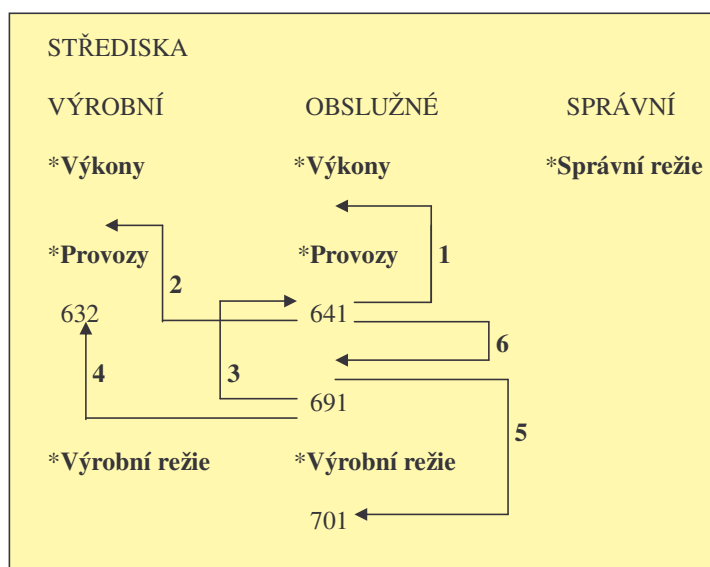 STŘEDISKA
VÝROBNÍ OBSLUŽNÉ SPRÁVNÍ
*Výkony *Výkony *Správní režie
*Provozy *Provozy 1
2
632 641
6
4 3
691
5
*Výrobní režie *Výrobní režie
701